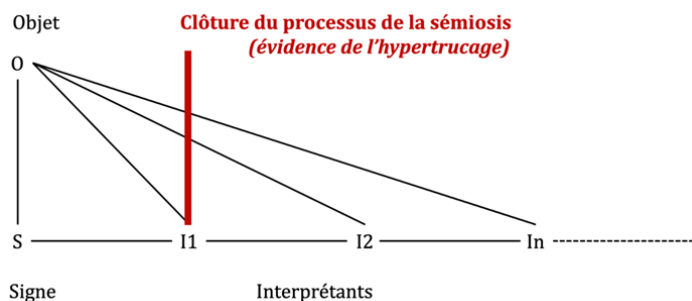 Objet
Clôture du processus de la sémiosis
(évidence de l’hypertrucage)
O
S I1 I2 In
Signe Interprétants